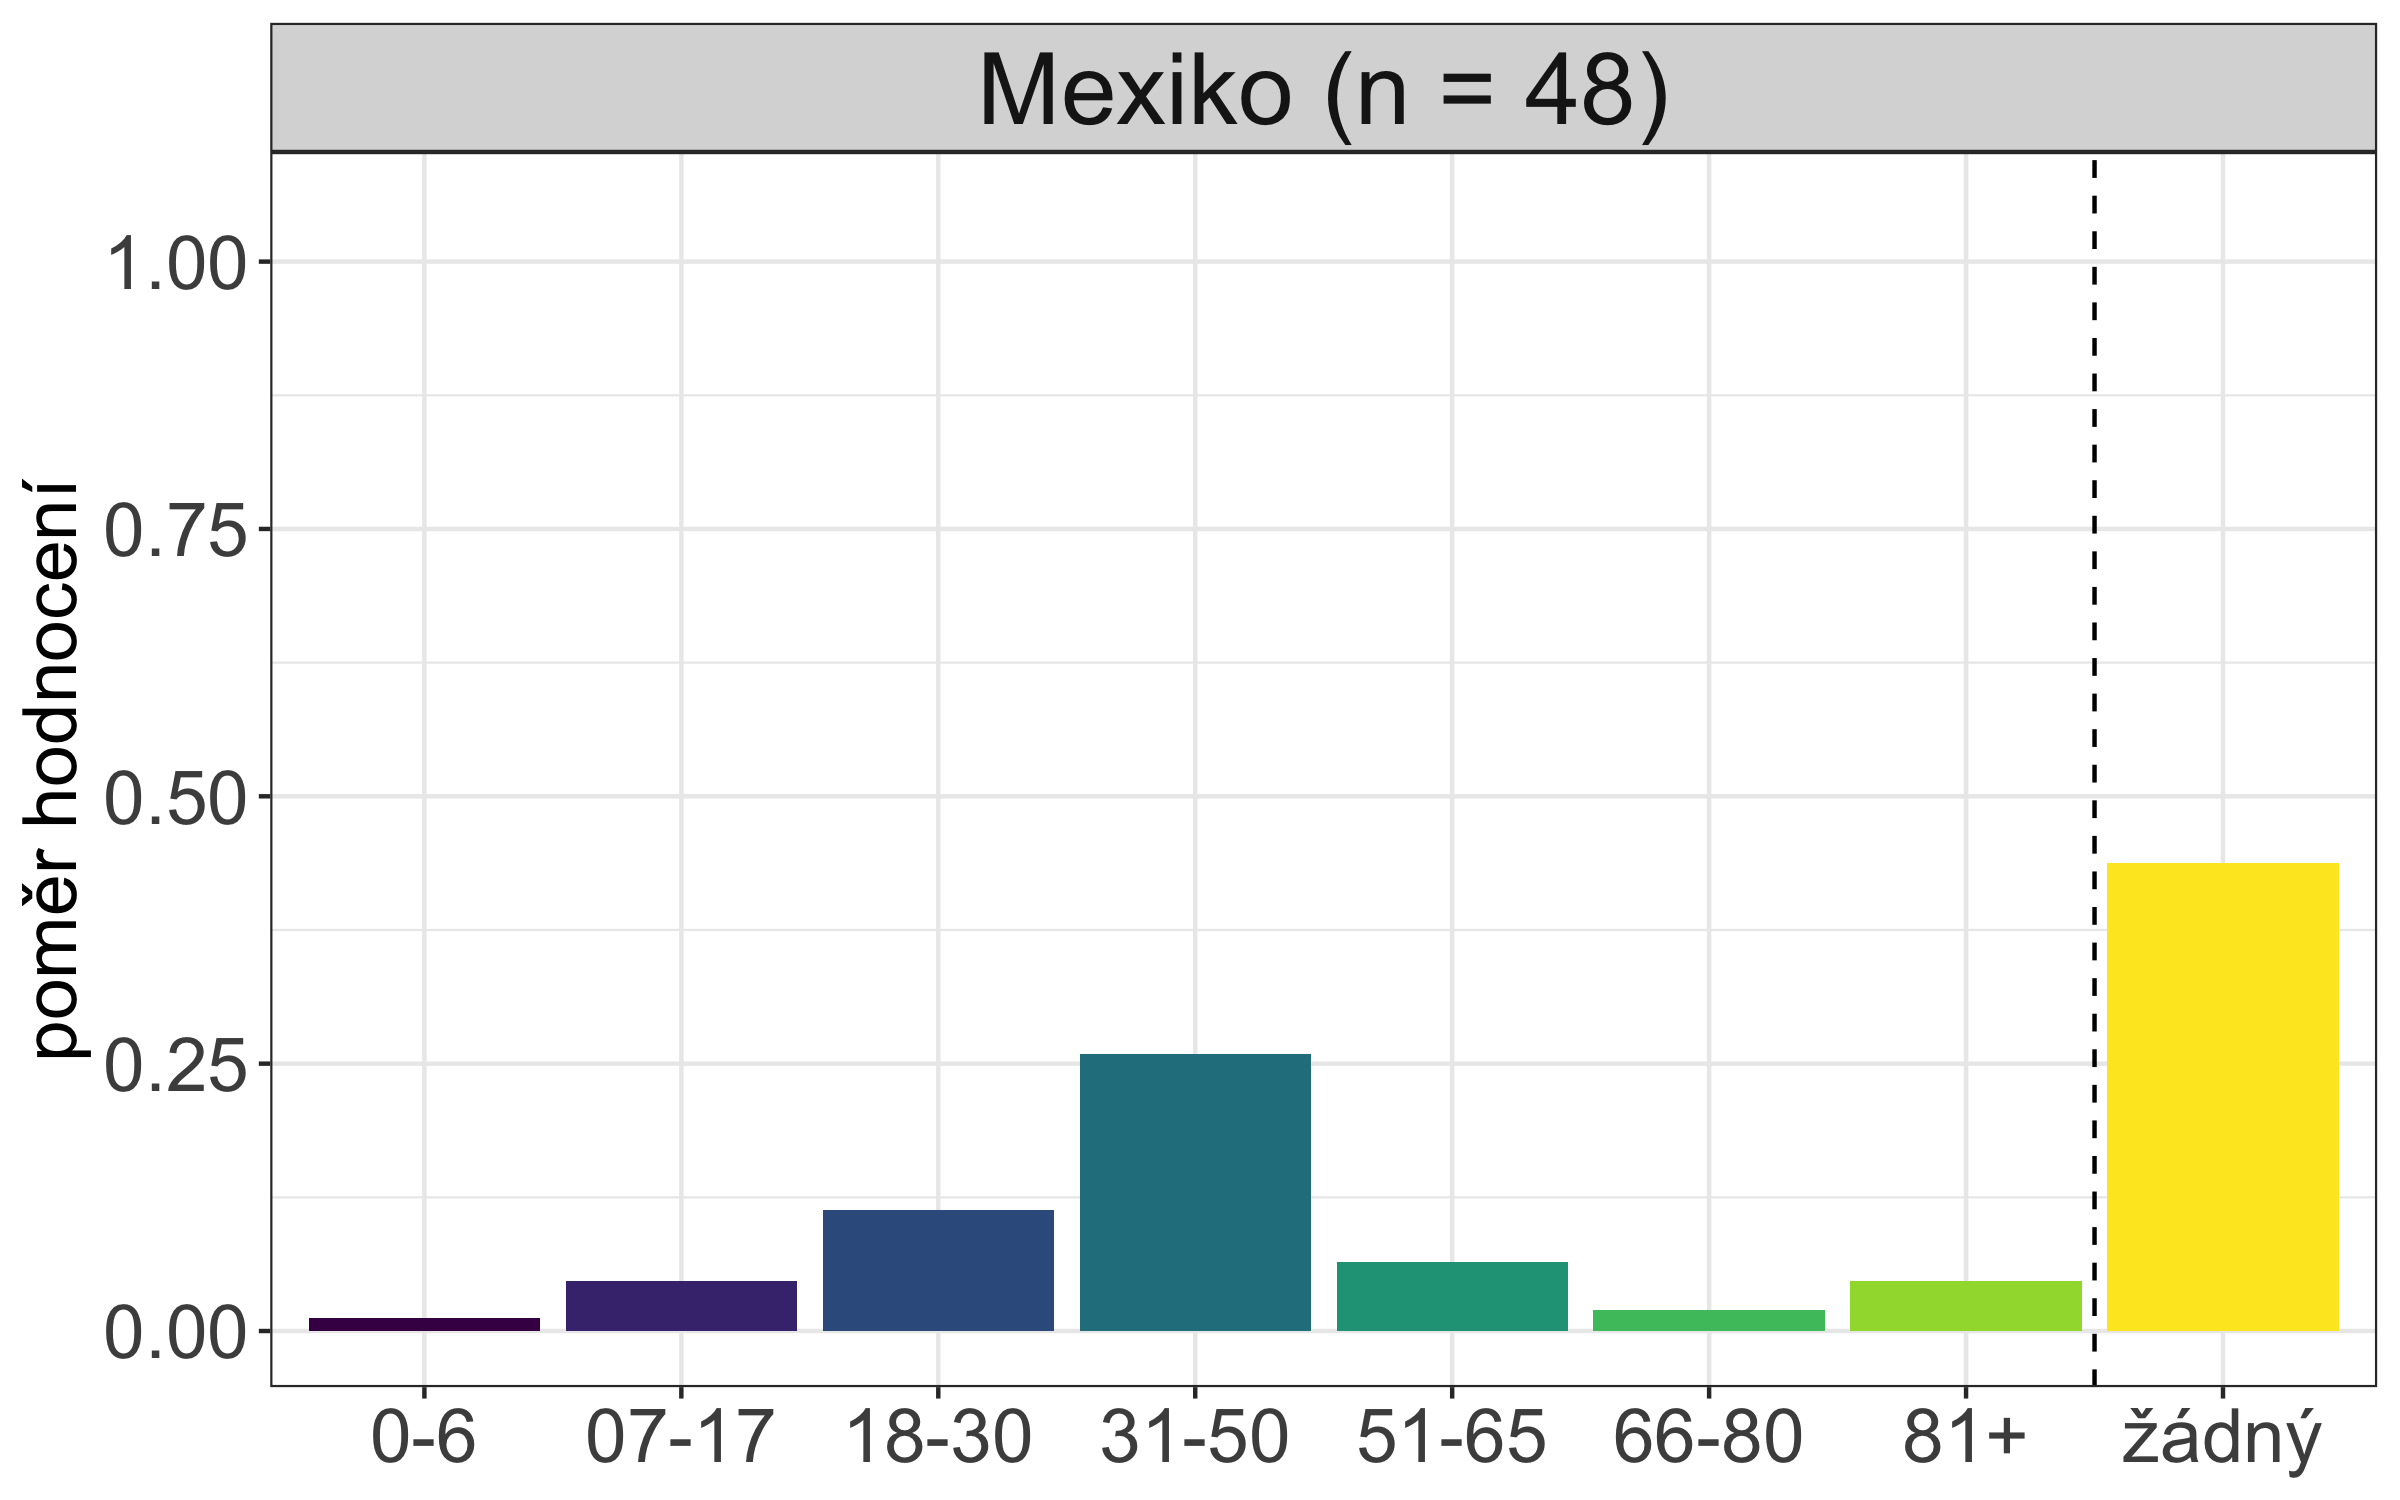 Mexiko (n = 48)
poměr hodnocení
1.00
0.75
0.50
0.25
0.00
0-6 07-17 18-30 31-50 51-65 66-80 81+ žádný